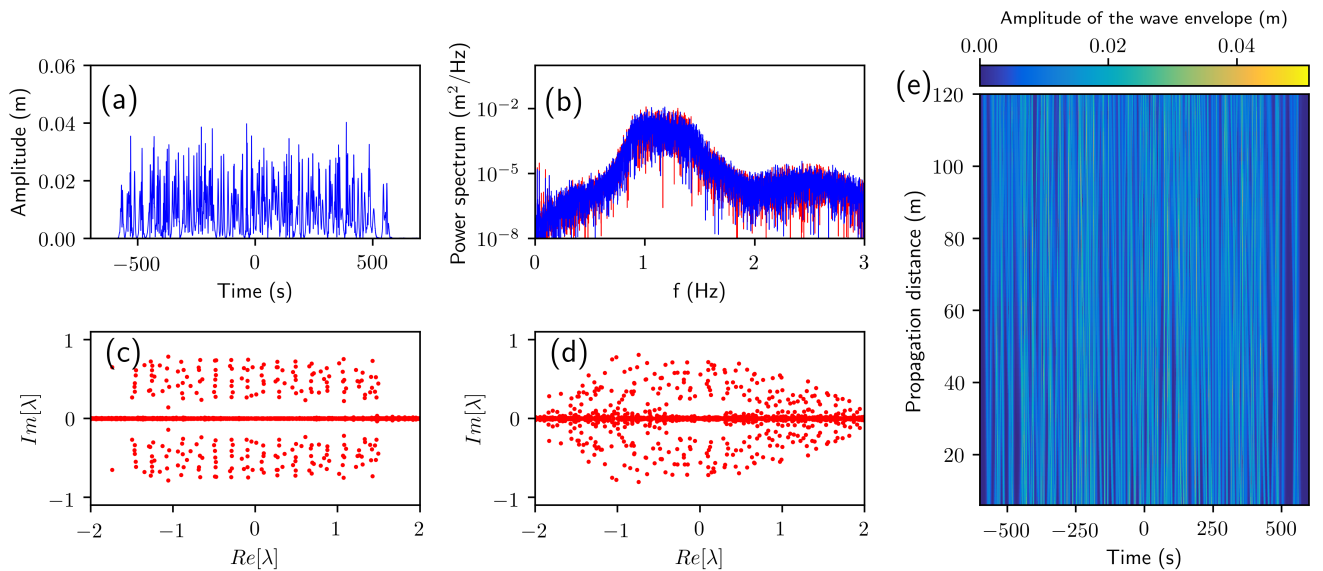 (a)
Amplitude (m)
0.06
0.04
0.02
0.00
−500
0
500
Time (s)
(b)
Power spectrum (m²/Hz)
10⁻²
10⁻⁵
10⁻⁸
0
1
2
3
f (Hz)
(c)
Im[λ]
1
0
−1
−2
−1
0
1
2
Re[λ]
(d)
Im[λ]
1
0
−1
−2
−1
0
1
2
Re[λ]
Amplitude of the wave envelope (m)
0.00
0.02
0.04
(e)
Propagation distance (m)
120
100
80
60
40
20
−500
−250
0
250
500
Time (s)